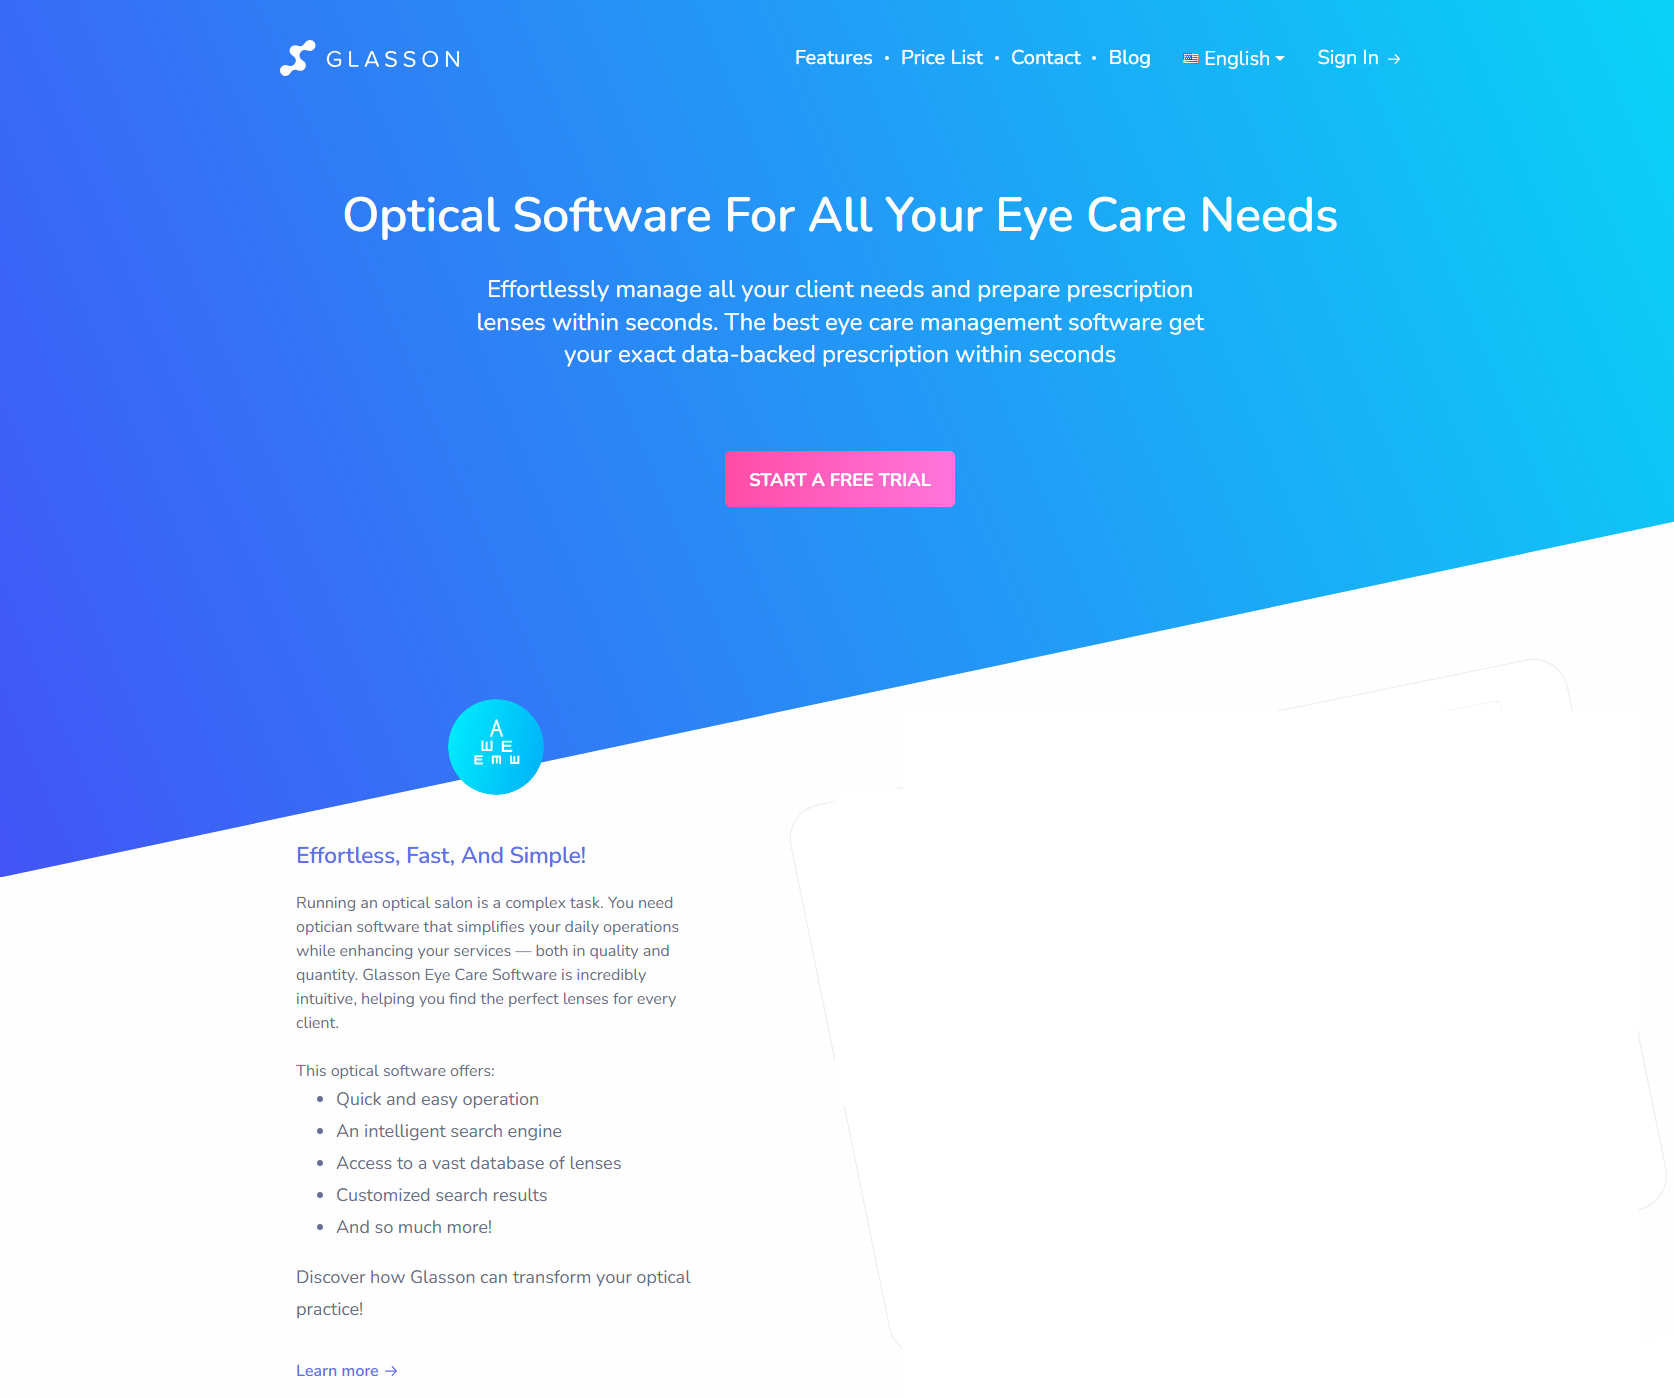 GLASSON
Features • Price List • Contact • Blog English Sign In →
Optical Software For All Your Eye Care Needs
Effortlessly manage all your client needs and prepare prescription
lenses within seconds. The best eye care management software get
your exact data-backed prescription within seconds
START A FREE TRIAL
A
E E
E E E
Effortless, Fast, And Simple!
Running an optical salon is a complex task. You need
optician software that simplifies your daily operations
while enhancing your services — both in quality and
quantity. Glasson Eye Care Software is incredibly
intuitive, helping you find the perfect lenses for every
client.
This optical software offers:
• Quick and easy operation
• An intelligent search engine
• Access to a vast database of lenses
• Customized search results
• And so much more!
Discover how Glasson can transform your optical
practice!
Learn more →